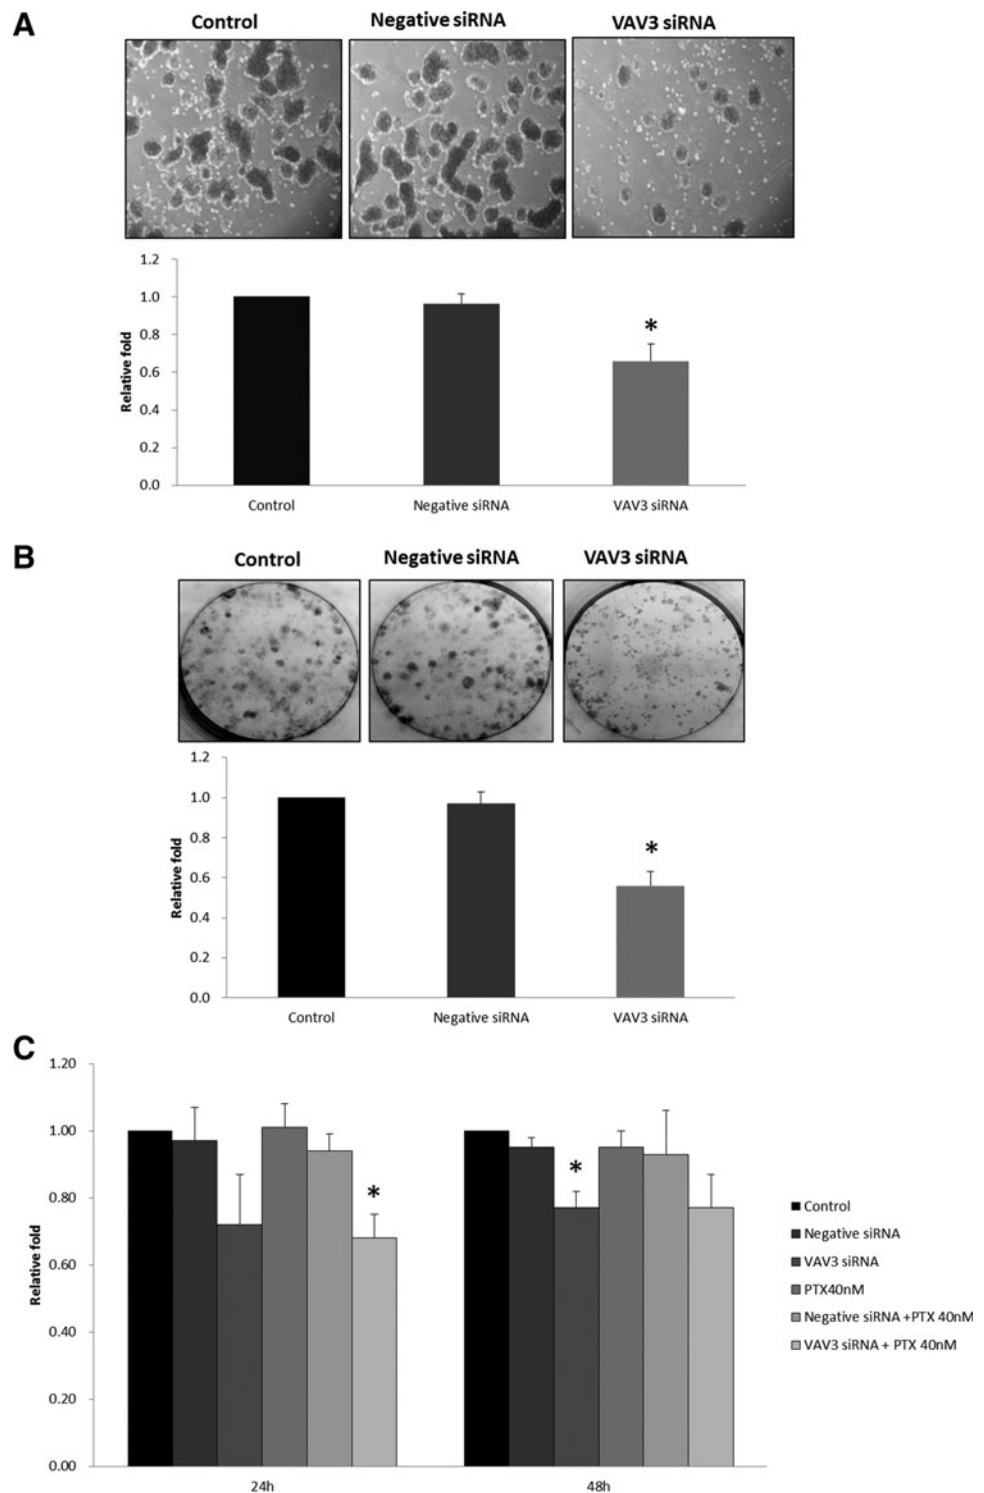 A
Control Negative siRNA VAV3 siRNA
1.2
1.0
0.8
0.6
0.4
0.2
0.0
Relative fold
*
Control Negative siRNA VAV3 siRNA
B
Control Negative siRNA VAV3 siRNA
1.2
1.0
0.8
0.6
0.4
0.2
0.0
Relative fold
*
Control Negative siRNA VAV3 siRNA
C
1.20
1.00
0.80
0.60
0.40
0.20
0.00
Relative fold
*
*
24h 48h
Control
Negative siRNA
VAV3 siRNA
PTX40nM
Negative siRNA +PTX 40nM
VAV3 siRNA + PTX 40nM